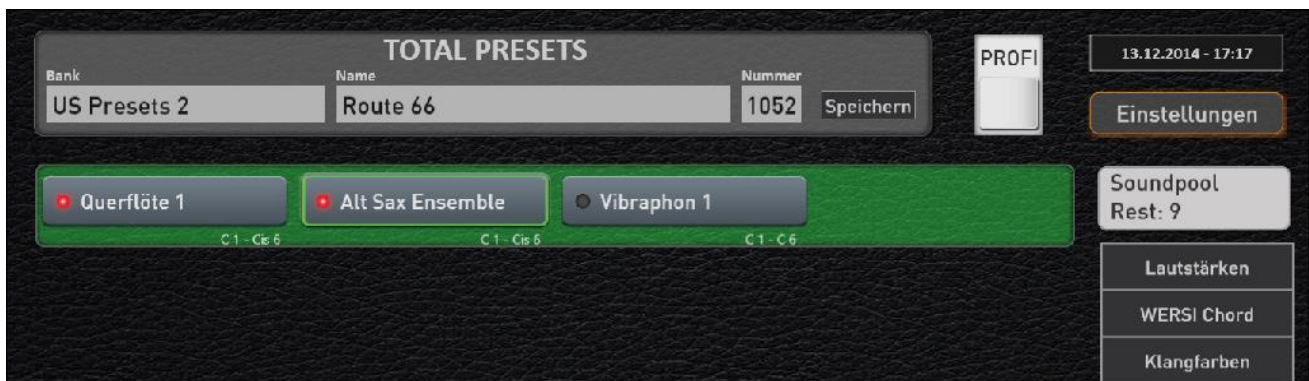 TOTAL PRESETS
Bank
Name
Nummer
US Presets 2
Route 66
1052
Speichern
PROFI
13.12.2014 - 17:17
Einstellungen
Querflöte 1
Alt Sax Ensemble
Vibraphon 1
C 1 - Cis 6
C 1 - Cis 6
C 1 - C 6
Soundpool
Rest: 9
Lautstärken
WERSI Chord
Klangfarben